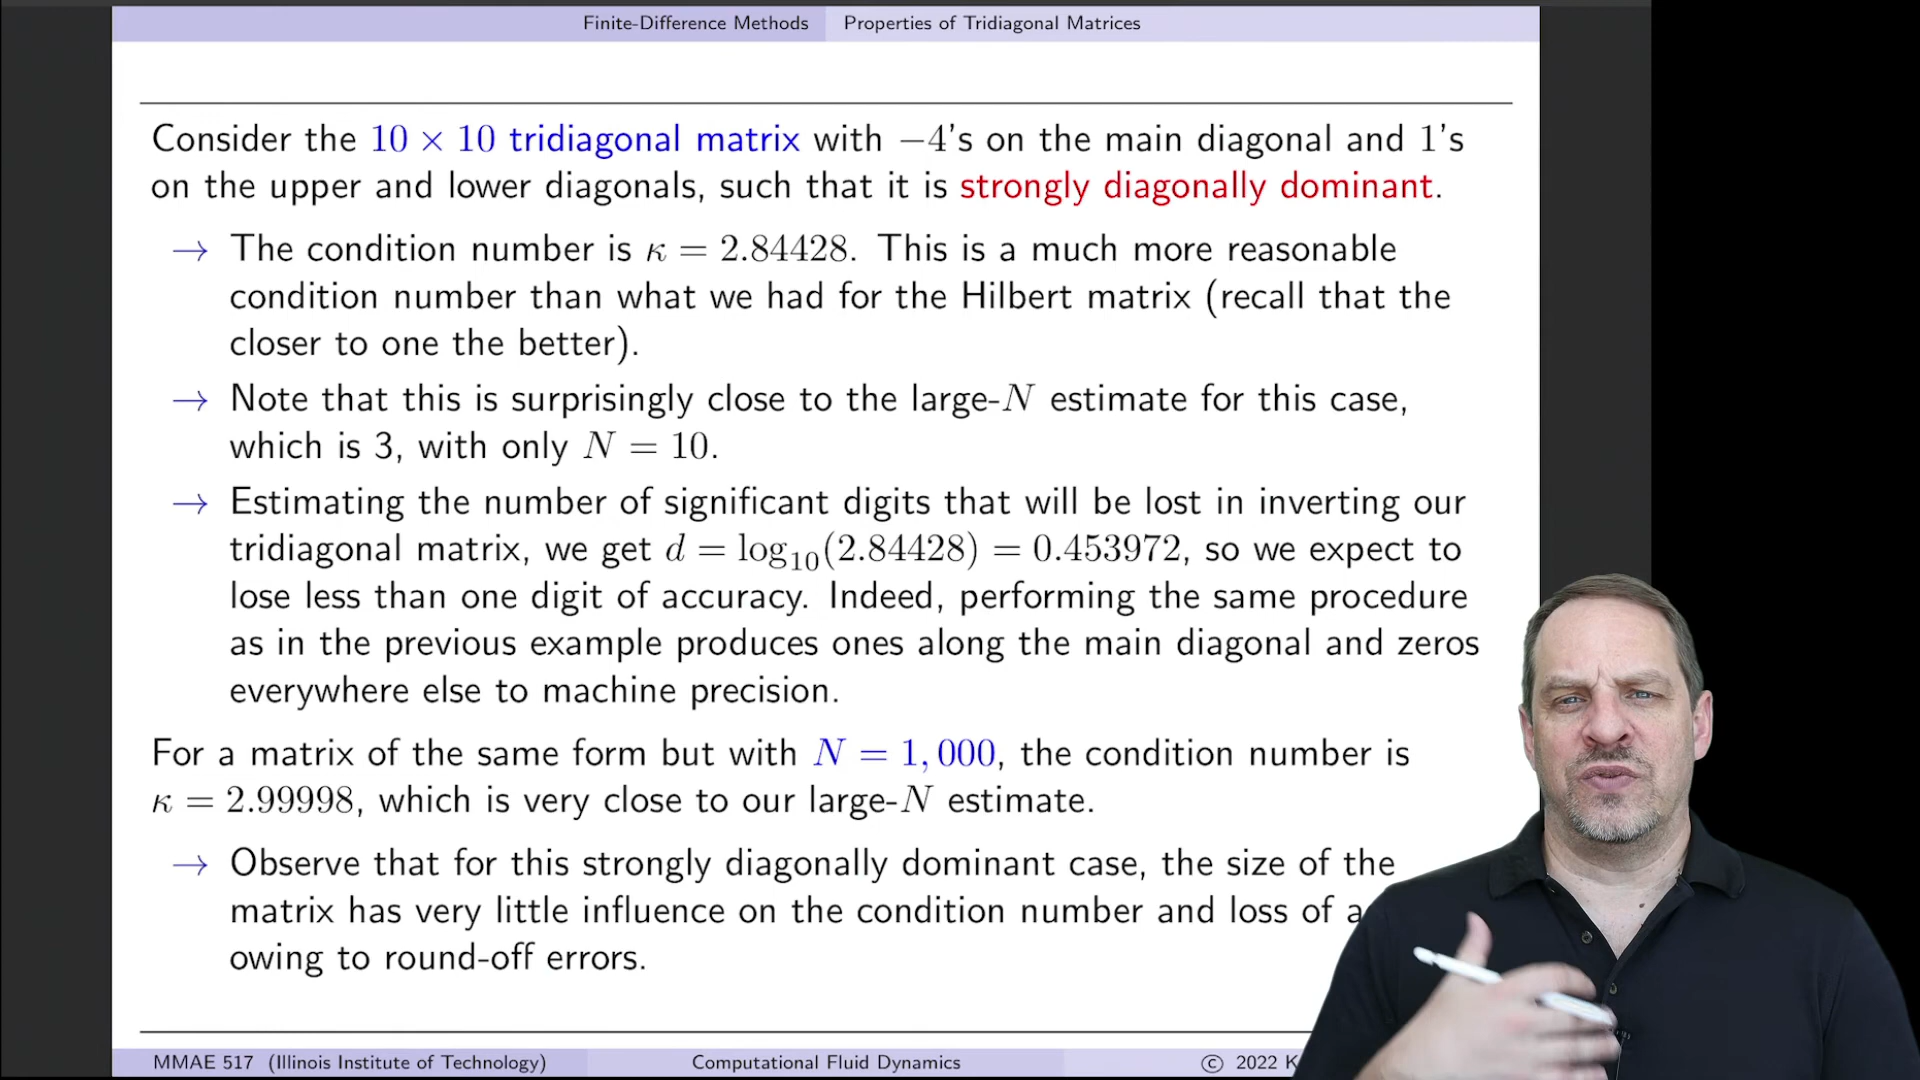 Finite-Difference Methods Properties of Tridiagonal Matrices
Consider the 10 × 10 tridiagonal matrix with −4's on the main diagonal and 1's
on the upper and lower diagonals, such that it is strongly diagonally dominant.
→ The condition number is κ = 2.84428. This is a much more reasonable
condition number than what we had for the Hilbert matrix (recall that the
closer to one the better).
→ Note that this is surprisingly close to the large-N estimate for this case,
which is 3, with only N = 10.
→ Estimating the number of significant digits that will be lost in inverting our
tridiagonal matrix, we get d = log₁₀(2.84428) = 0.453972, so we expect to
lose less than one digit of accuracy. Indeed, performing the same procedure
as in the previous example produces ones along the main diagonal and zeros
everywhere else to machine precision.
For a matrix of the same form but with N = 1,000, the condition number is
κ = 2.99998, which is very close to our large-N estimate.
→ Observe that for this strongly diagonally dominant case, the size of the
matrix has very little influence on the condition number and loss of
owing to round-off errors.
MMAE 517 (Illinois Institute of Technology) Computational Fluid Dynamics © 2022 K